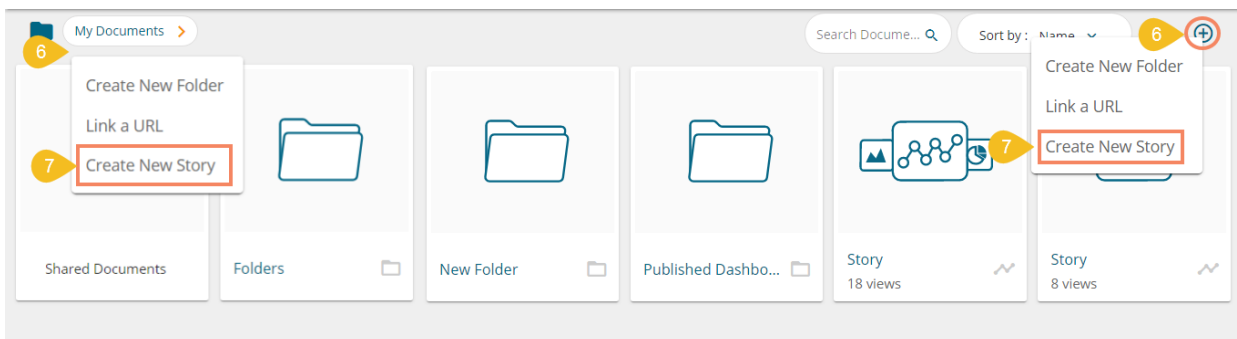 My Documents
Search Docume...
Sort by : Name
6
6
Create New Folder
Link a URL
7
Create New Story
Create New Folder
Link a URL
7
Create New Story
Shared Documents
Folders
New Folder
Published Dashbo...
Story
18 views
Story
8 views